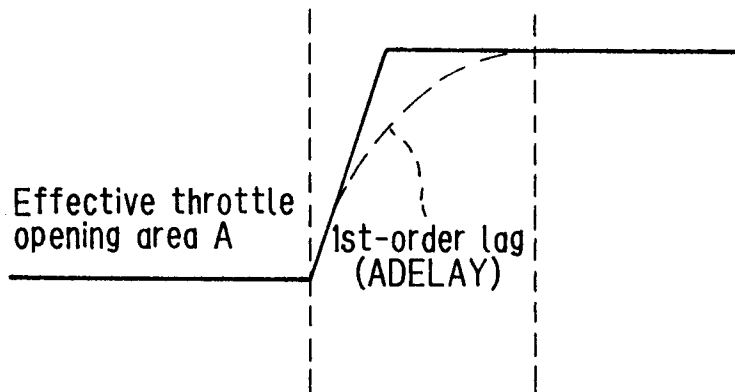 Effective throttle
opening area A
1st-order lag
(ADELAY)